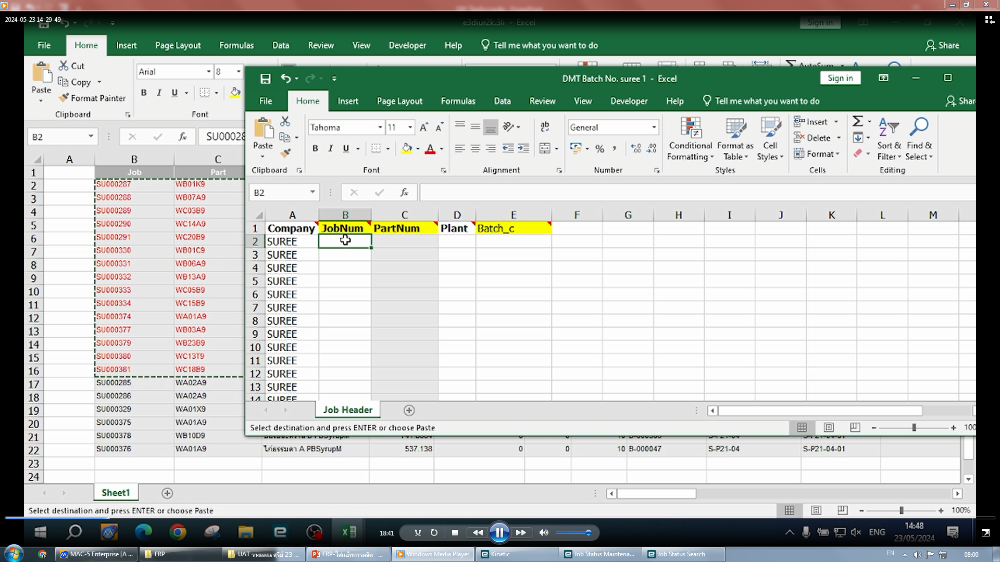 2024-05-23 14-29-49
e3diur2k.3li - Excel
Sign in
File Home Insert Page Layout Formulas Data Review View Developer Help Tell me what you want to do Share
Paste
Cut
Copy
Format Painter
Clipboard
Arial 8
B I U
Font
AutoSum
B2 fx SU00028
A B C
1 Job Part
2 SU000287 WB01K9
3 SU000288 WB07A9
4 SU000289 WC03B9
5 SU000290 WC14A9
6 SU000291 WC20B9
7 SU000330 WB01C9
8 SU000331 WB06A9
9 SU000332 WB13A9
10 SU000333 WC05B9
11 SU000334 WC15B9
12 SU000374 WA01A9
13 SU000377 WB03A9
14 SU000379 WB23B9
15 SU000380 WC13T9
16 SU000381 WC18B9
17 SU000285 WA02A9
18 SU000286 WA02A9
19 SU000329 WA01X9
20 SU000375 WA01A9
21 SU000378 WB10D9
22 SU000376 WA01A9 ไก่ธรรมดา A PBSyrupM 537.138 0 0 10 B-000047 S-P21-04 S-P21-04-01
23
24
Sheet1
Select destination and press ENTER or choose Paste
100%
DMT Batch No. suree 1 - Excel
Sign in
File Home Insert Page Layout Formulas Data Review View Developer Help Tell me what you want to do Shar
Paste
Clipboard
Tahoma 11
B I U
Font
ab
Alignment
General
%
Number
Conditional Formatting
Format as Table
Cell Styles
Styles
Insert
Delete
Format
Cells
Sort & Filter
Find & Select
Editing
B2 fx
A B C D E F G H I J K L M
1 Company JobNum PartNum Plant Batch_c
2 SUREE
3 SUREE
4 SUREE
5 SUREE
6 SUREE
7 SUREE
8 SUREE
9 SUREE
10 SUREE
11 SUREE
12 SUREE
13 SUREE
14 SUREE
Job Header
Select destination and press ENTER or choose Paste
100
18:41
ENG
14:48
23/05/2024
MAC-5 Enterprise [A ...
ERP
UAT วางแผน สุรีย์ 23-...
ERP-ใส่แบ็ทการผลิต - ...
Windows Media Player
Kinetic
Job Status Maintena...
Job Status Search
EN
08:00